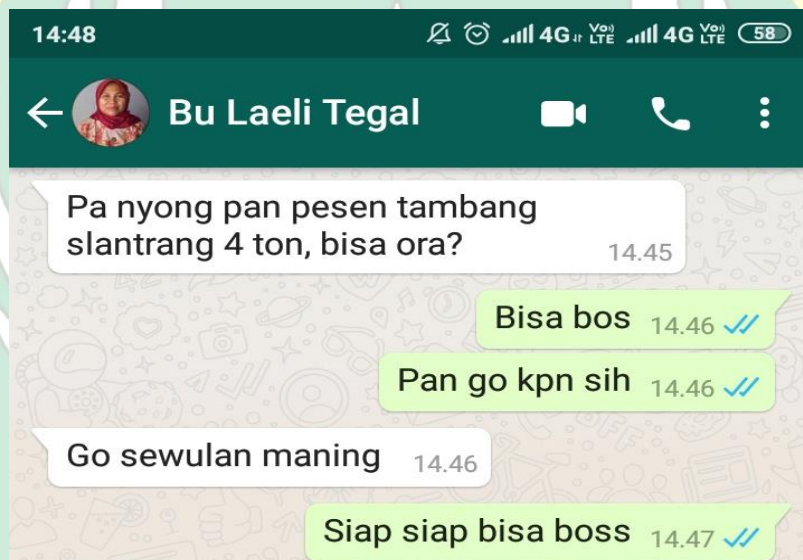 14:48 4G VoLTE 4G VoLTE 58
Bu Laeli Tegal
Pa nyong pan pesen tambang
slantrang 4 ton, bisa ora? 14.45
Bisa bos 14.46
Pan go kpn sih 14.46
Go sewulan maning 14.46
Siap siap bisa boss 14.47